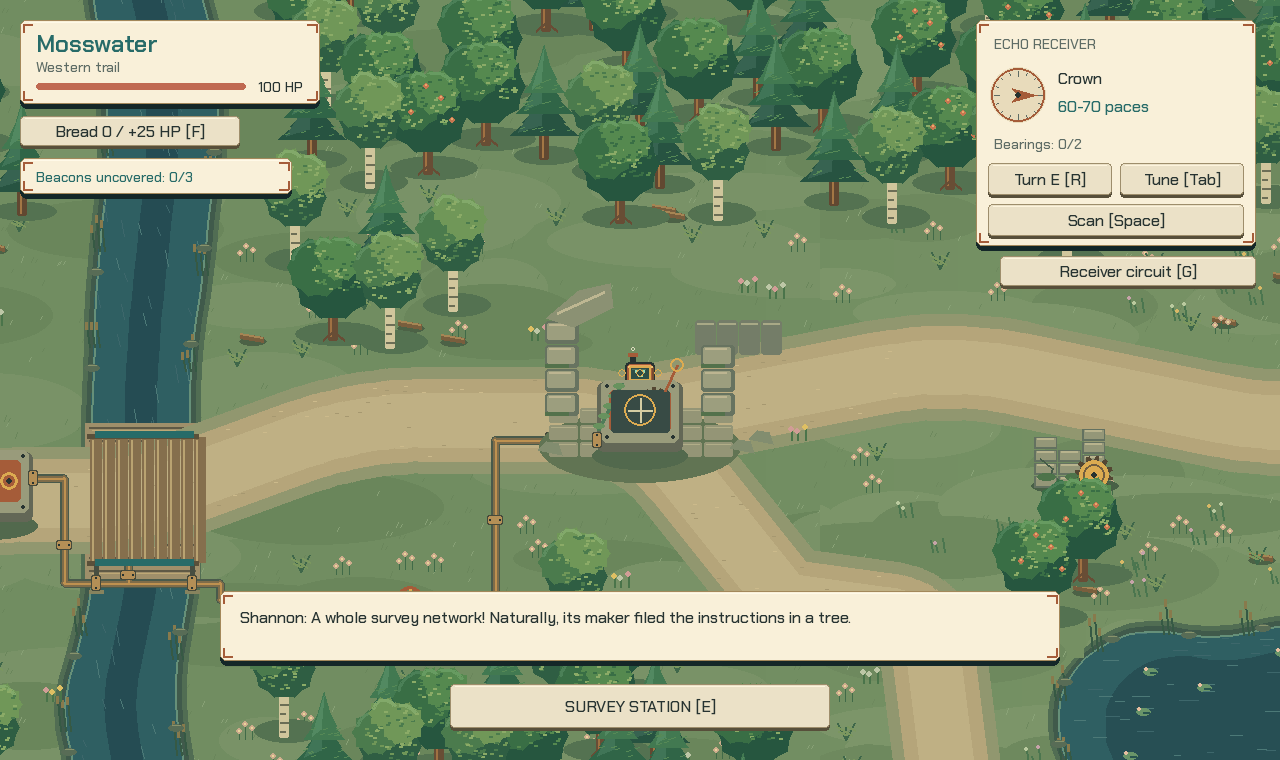 Mosswater
Western trail
100 HP
Bread 0 / +25 HP [F]
Beacons uncovered: 0/3
ECHO RECEIVER
Crown
60-70 paces
Bearings: 0/2
Turn E [R]
Tune [Tab]
Scan [Space]
Receiver circuit [G]
Shannon: A whole survey network! Naturally, its maker filed the instructions in a tree.
SURVEY STATION [E]